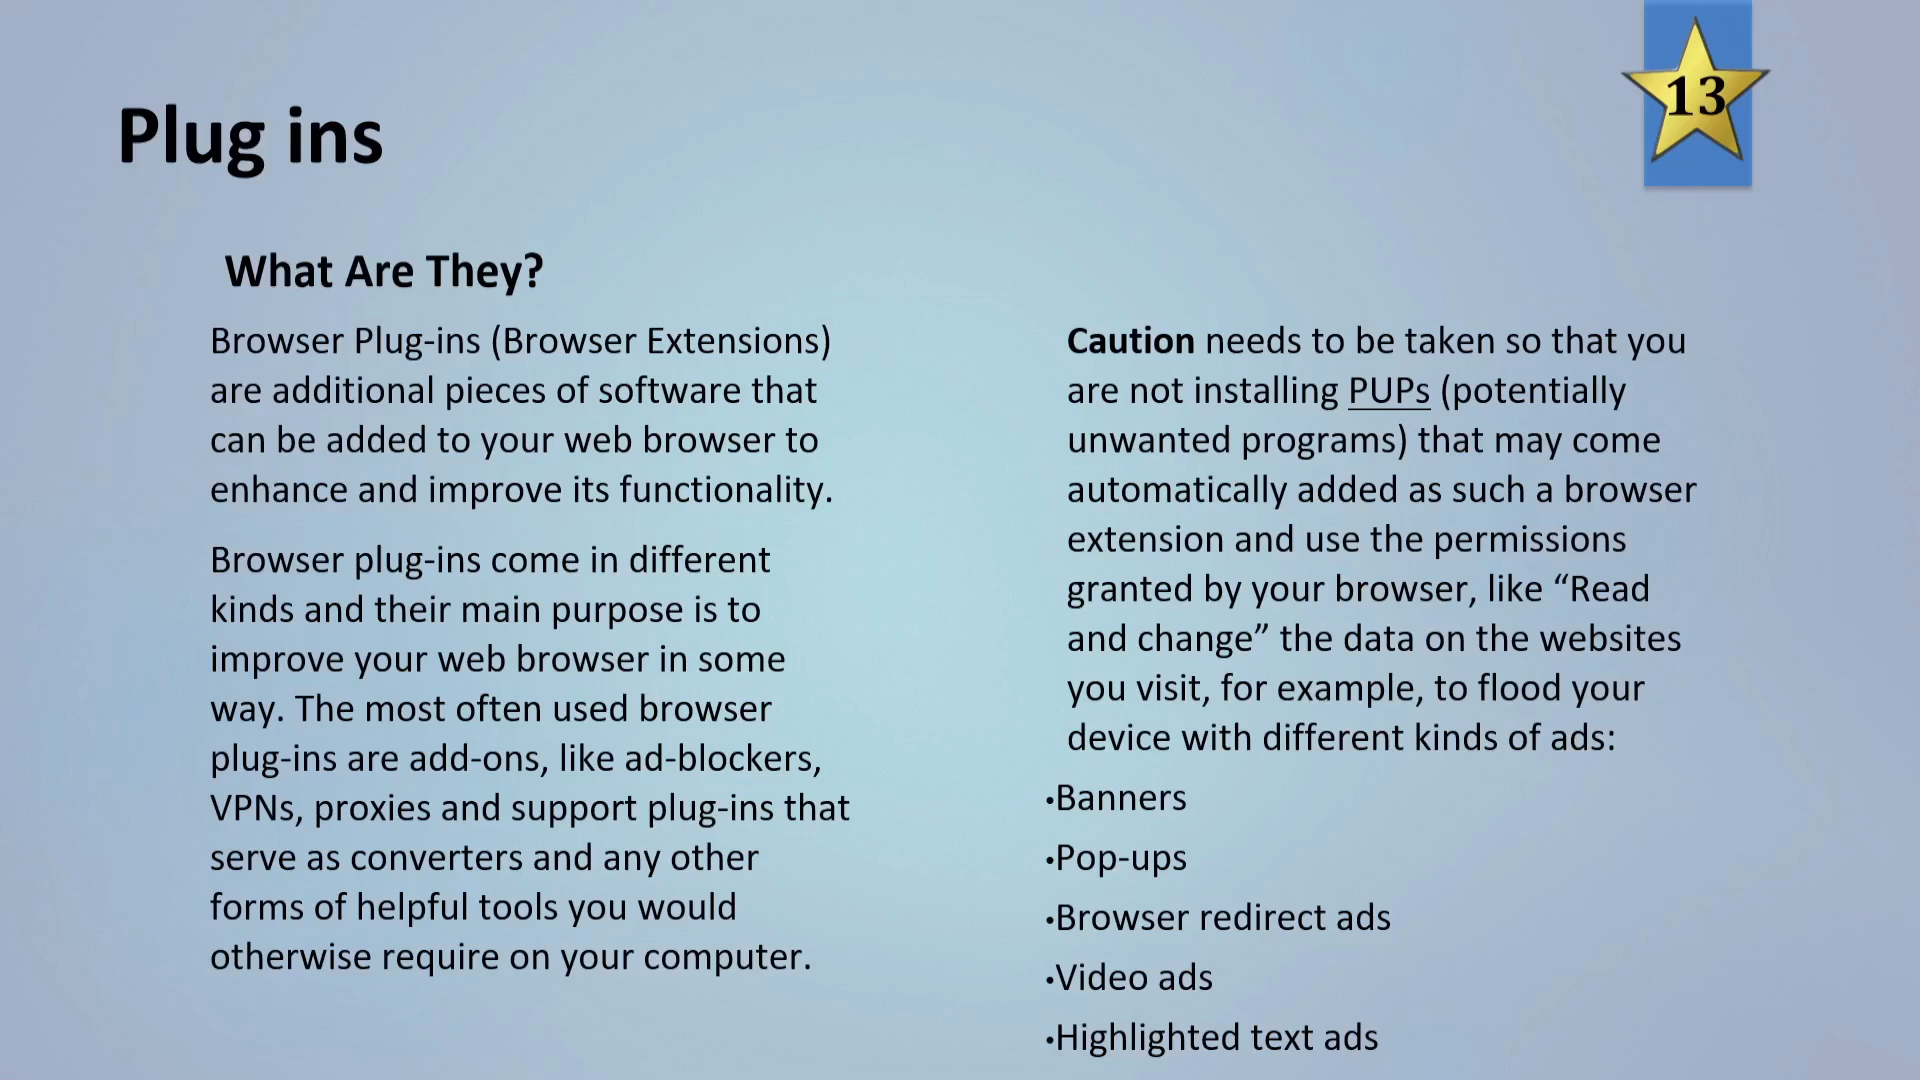 Plug ins
13
What Are They?
Browser Plug-ins (Browser Extensions)
are additional pieces of software that
can be added to your web browser to
enhance and improve its functionality.
Browser plug-ins come in different
kinds and their main purpose is to
improve your web browser in some
way. The most often used browser
plug-ins are add-ons, like ad-blockers,
VPNs, proxies and support plug-ins that
serve as converters and any other
forms of helpful tools you would
otherwise require on your computer.
Caution needs to be taken so that you
are not installing PUPs (potentially
unwanted programs) that may come
automatically added as such a browser
extension and use the permissions
granted by your browser, like “Read
and change” the data on the websites
you visit, for example, to flood your
device with different kinds of ads:
•Banners
•Pop-ups
•Browser redirect ads
•Video ads
•Highlighted text ads